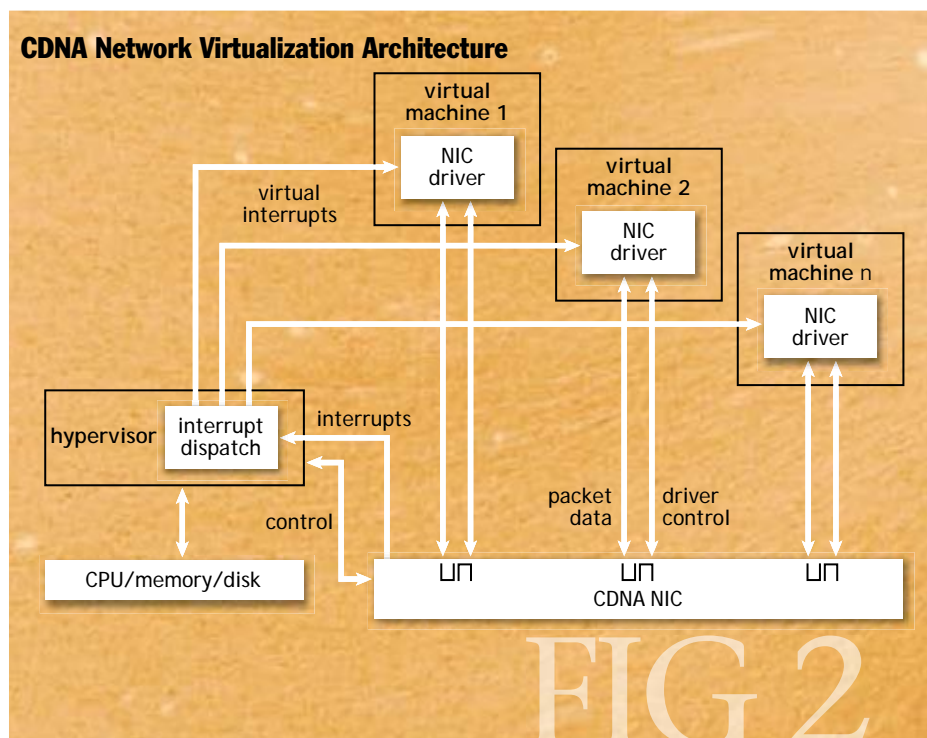 CDNA Network Virtualization Architecture
virtual
machine 1
NIC
driver
virtual
interrupts
virtual
machine 2
NIC
driver
virtual
machine n
NIC
driver
hypervisor
interrupt
dispatch
interrupts
control
packet
data
driver
control
CPU/memory/disk
CDNA NIC
FIG 2